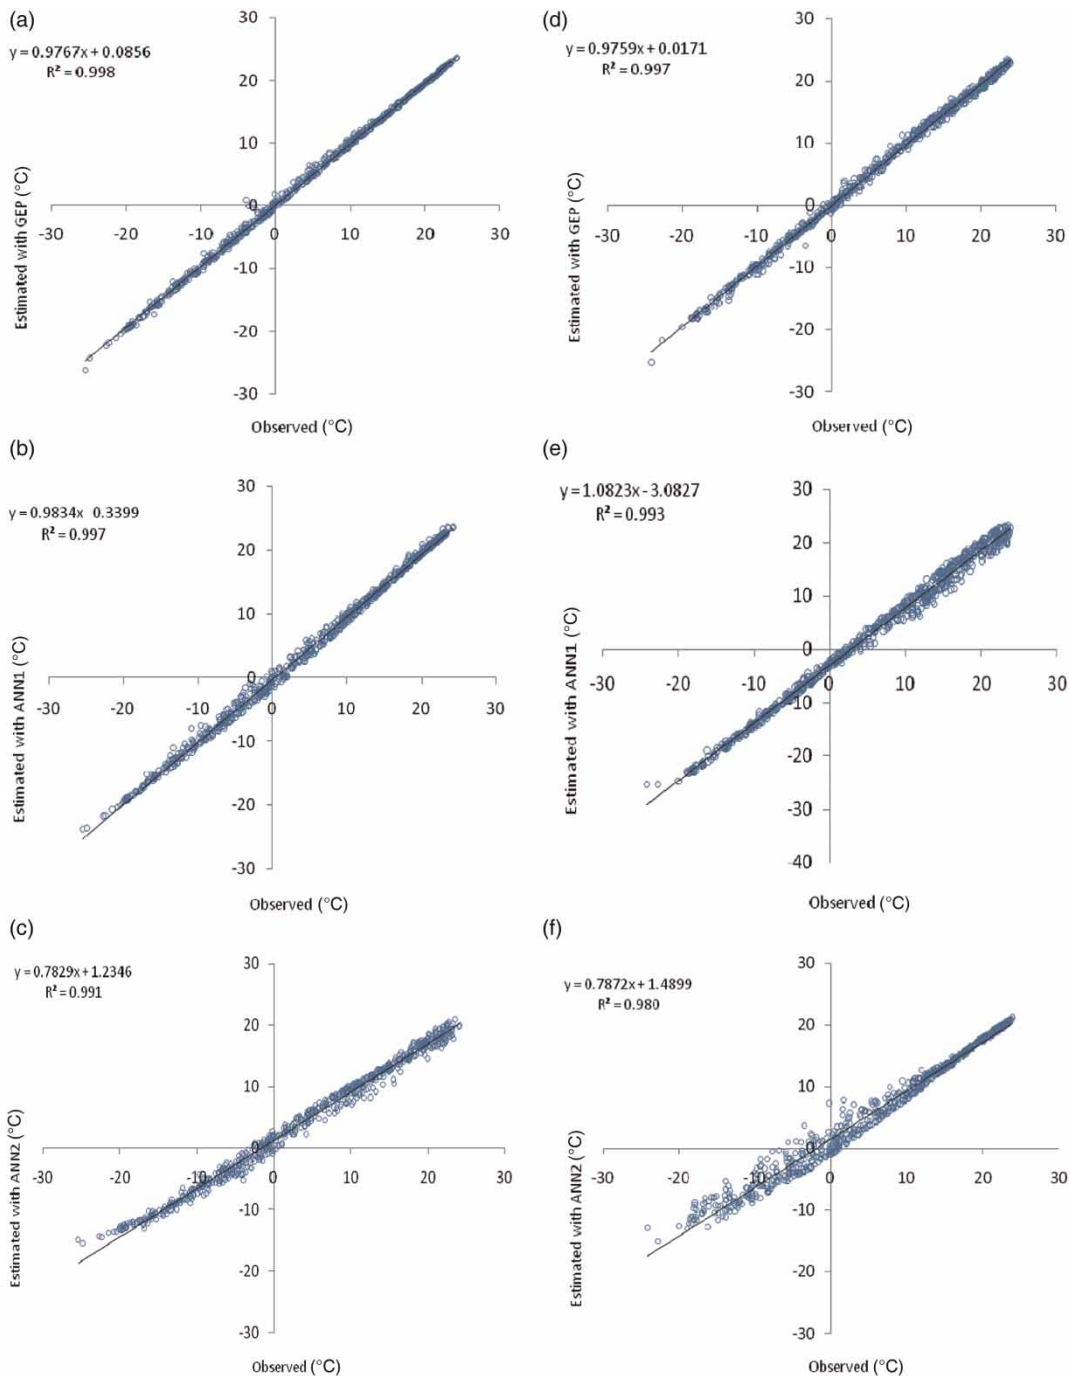 (a)
y = 0.9767x + 0.0856
R² = 0.998
30
20
10
0
-30 -20 -10 0 10 20 30
-10
-20
-30
Estimated with GEP (°C)
Observed (°C)
(d)
y = 0.9759x + 0.0171
R² = 0.997
30
20
10
0
-30 -20 -10 0 10 20 30
-10
-20
-30
Estimated with GEP (°C)
Observed (°C)
(b)
y = 0.9834x 0.3399
R² = 0.997
30
20
10
0
-30 -20 -10 0 10 20 30
-10
-20
-30
Estimated with ANN1 (°C)
Observed (°C)
(e)
y = 1.0823x - 3.0827
R² = 0.993
30
20
10
0
-30 -20 -10 0 10 20 30
-10
-20
-30
-40
Estimated with ANN1 (°C)
Observed (°C)
(c)
y = 0.7829x + 1.2346
R² = 0.991
30
20
10
0
-30 -20 -10 0 10 20 30
-10
-20
-30
Estimated with ANN2 (°C)
Observed (°C)
(f)
y = 0.7872x + 1.4899
R² = 0.980
30
20
10
0
-30 -20 -10 0 10 20 30
-10
-20
-30
Estimated with ANN2 (°C)
Observed (°C)